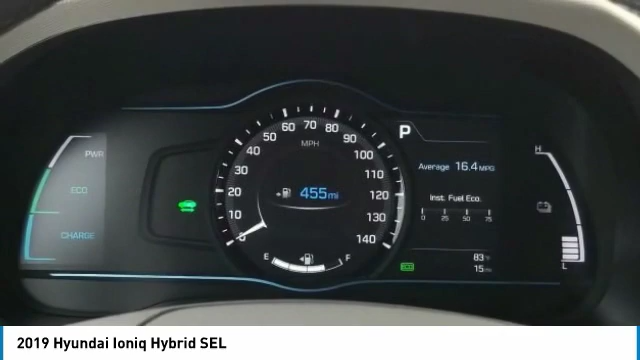 PWR
ECO
CHARGE
0
10
20
30
40
50
60
70
80
90
100
110
120
130
140
MPH
455mi
E
F
P
Average 16.4 MPG
Inst. Fuel Eco.
0 25 50 75
83°F
15mi
H
L
2019 Hyundai Ioniq Hybrid SEL